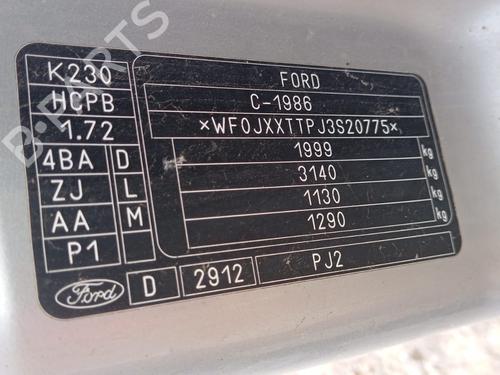 K230
HCPB
1.72
4BA D
ZJ L
AA M
P1
FORD
C-1986
*WF0JXXTTPJ3S20775*
1999 kg
3140 kg
1130 kg
1290 kg
Ford D 2912 PJ2
B-PARTS